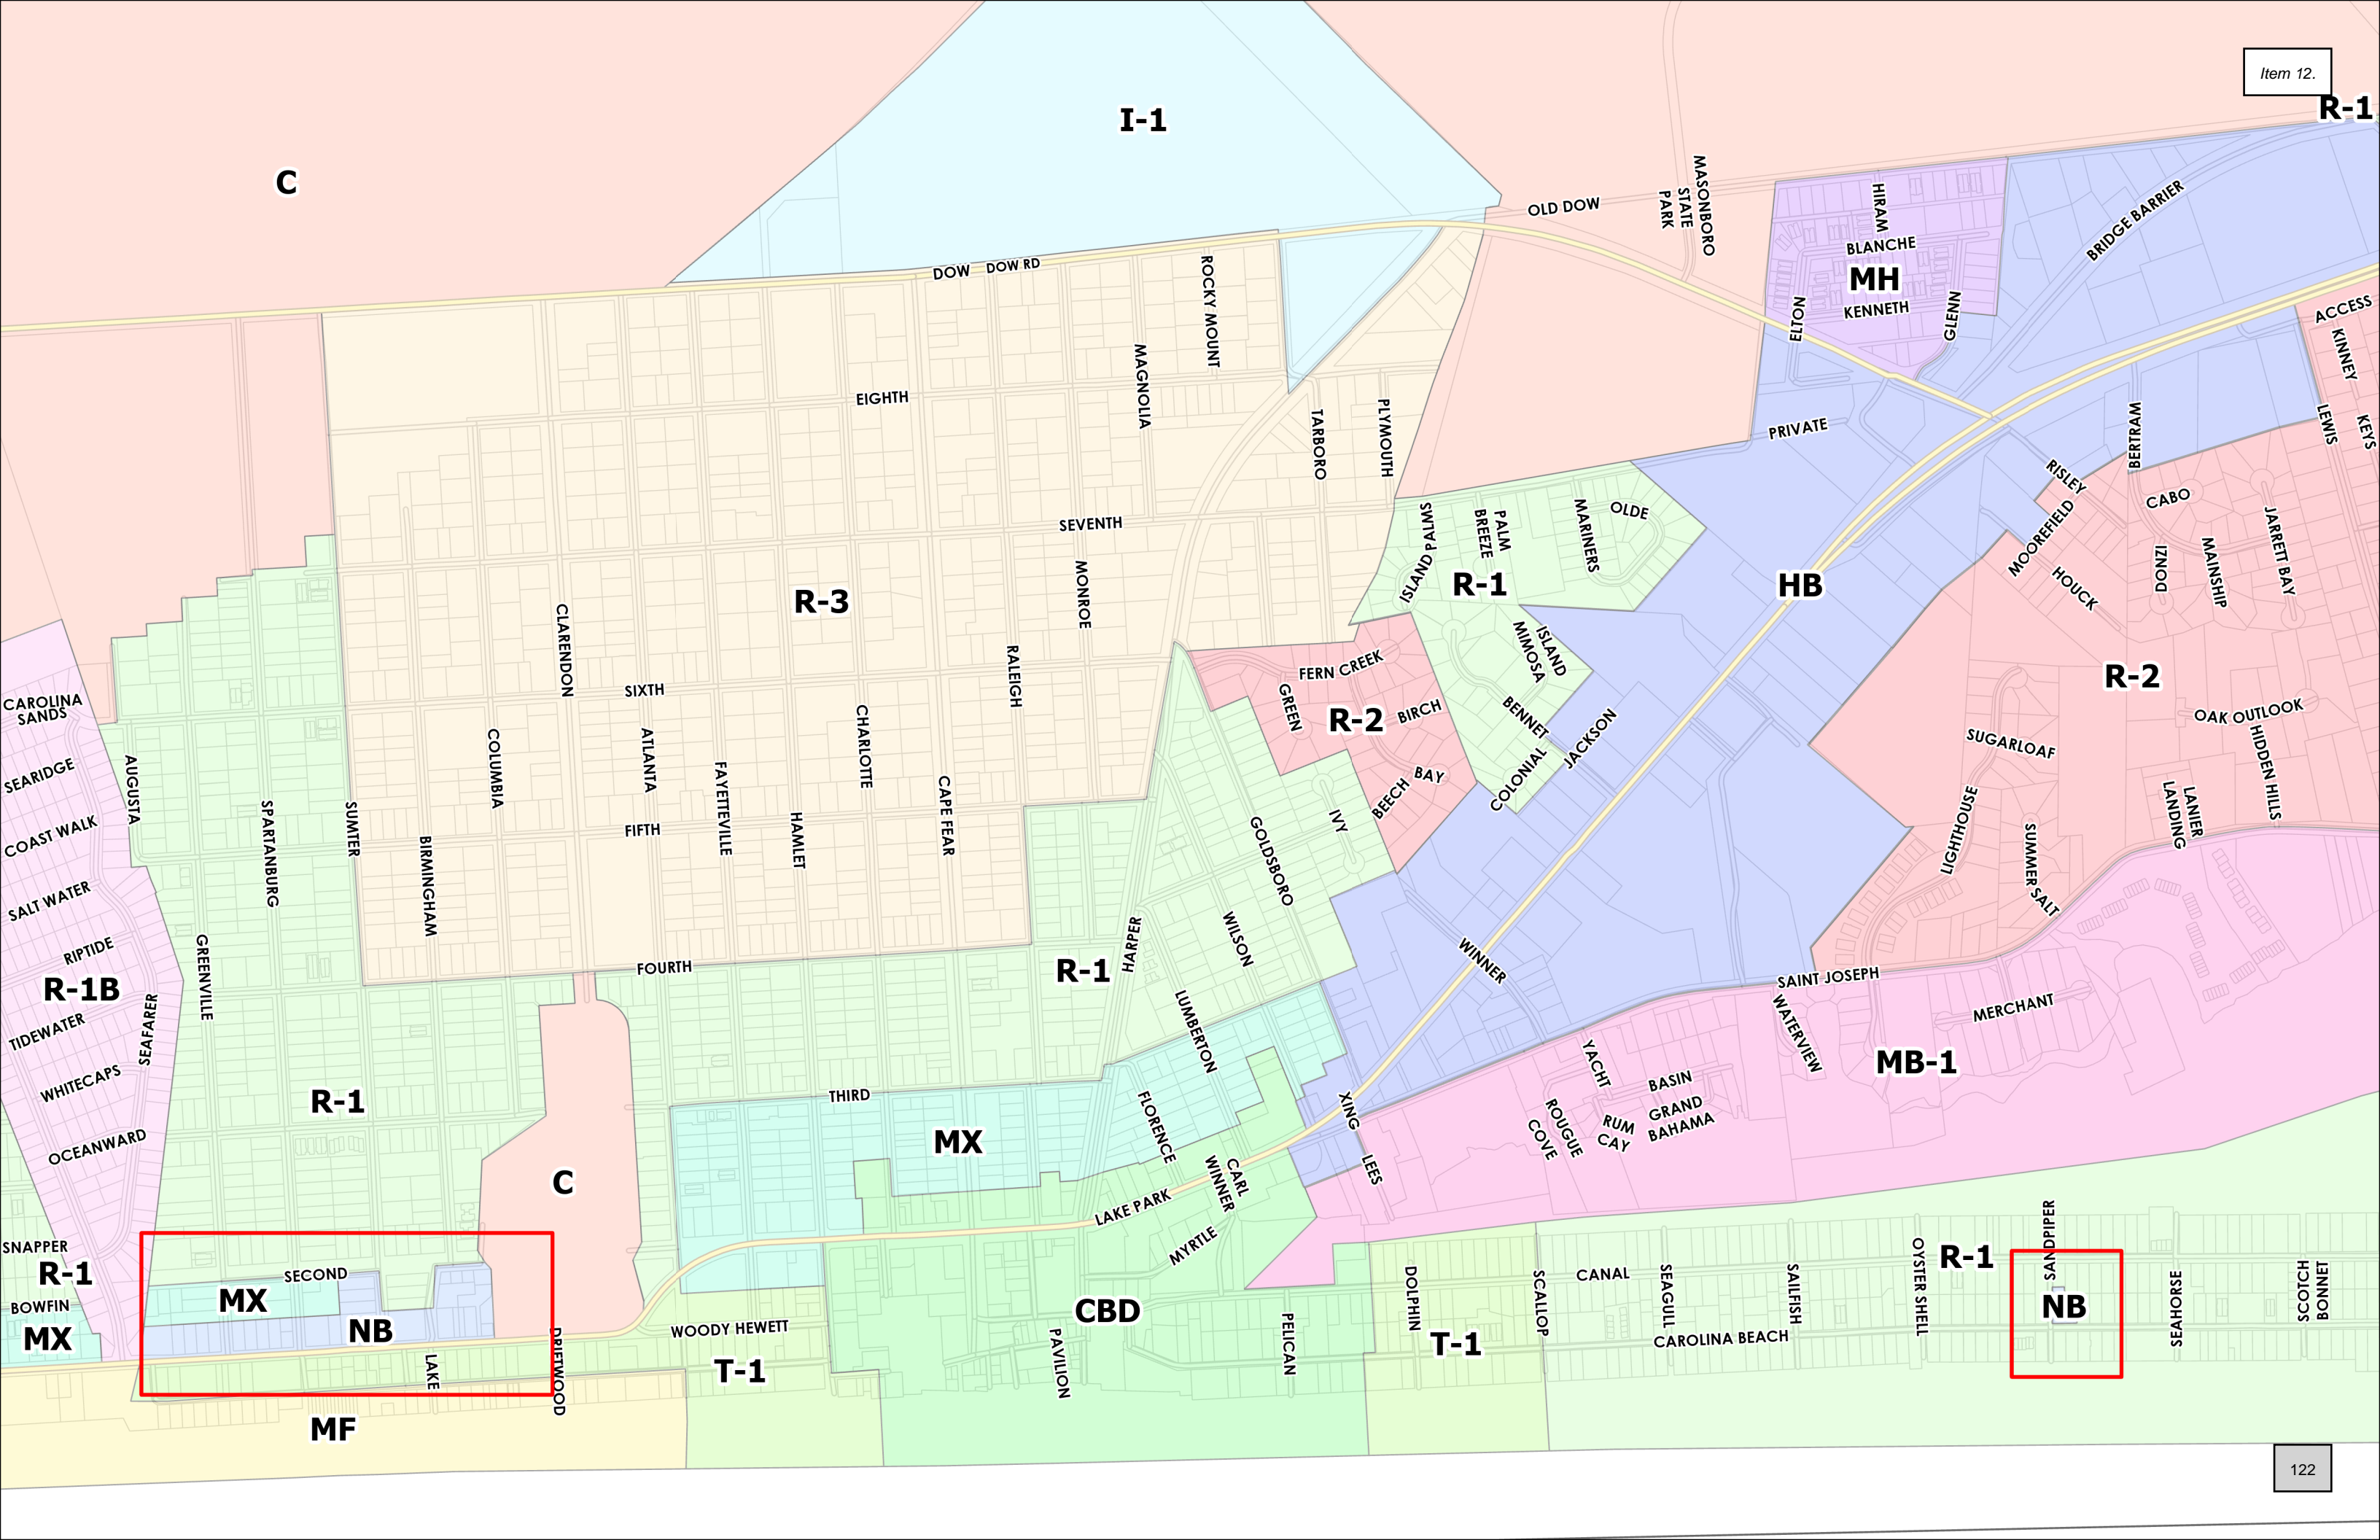 Item 12.
R-1
I-1
C
MASONBORO
STATE
PARK
OLD DOW
HIRAM
BLANCHE
MH
KENNETH
ELTON
GLENN
BRIDGE BARRIER
ACCESS
KINNEY
KEYS
LEWIS
DOW
DOW RD
ROCKY MOUNT
MAGNOLIA
EIGHTH
TARBORO
PLYMOUTH
PRIVATE
BERTRAM
RISLEY
CABO
MOOREFIELD
JARRETT BAY
DONIZI
MAINSHIP
HOUCK
SEVENTH
MONROE
ISLAND PALMS
PALM
BREEZE
MARINERS
OLDE
R-1
HB
R-3
CLARENDON
RALEIGH
SIXTH
ISLAND
MIMOSA
FERN CREEK
GREEN
R-2
BIRCH
BENNET
JACKSON
COLONIAL
BAY
BEECH
R-2
OAK OUTLOOK
SUGARLOAF
HIDDEN HILLS
LIGHTHOUSE
LANIER
LANDING
SUMMER SALT
CAROLINA
SANDS
SEARIDGE
COAST WALK
SALT WATER
RIPTIDE
R-1B
TIDEWATER
SEAFARER
WHITECAPS
OCEANWARD
AUGUSTA
SPARTANBURG
GREENVILLE
SUMTER
BIRMINGHAM
COLUMBIA
ATLANTA
FAYETTEVILLE
HAMLET
CHARLOTTE
CAPE FEAR
FIFTH
FOURTH
IVY
GOLDSBORO
WILSON
HARPER
R-1
LUMBERTON
WINNER
SAINT JOSEPH
WATERVIEW
MERCHANT
MB-1
YACHT
BASIN
GRAND
BAHAMA
RUM
CAY
ROUGUE
COVE
XING
LEES
R-1
THIRD
MX
FLORENCE
CARL
WINNER
LAKE PARK
MYRTLE
C
SNAPPER
R-1
BOWFIN
MX
SECOND
MX
NB
LAKE
DRIFTWOOD
WOODY HEWETT
T-1
MF
CBD
PAVILION
PELICAN
DOLPHIN
T-1
SCALLOP
CANAL
SEAGULL
CAROLINA BEACH
SAILFISH
OYSTER SHELL
R-1
SANDPIPER
NB
SEAHORSE
SCOTCH
BONNET
122